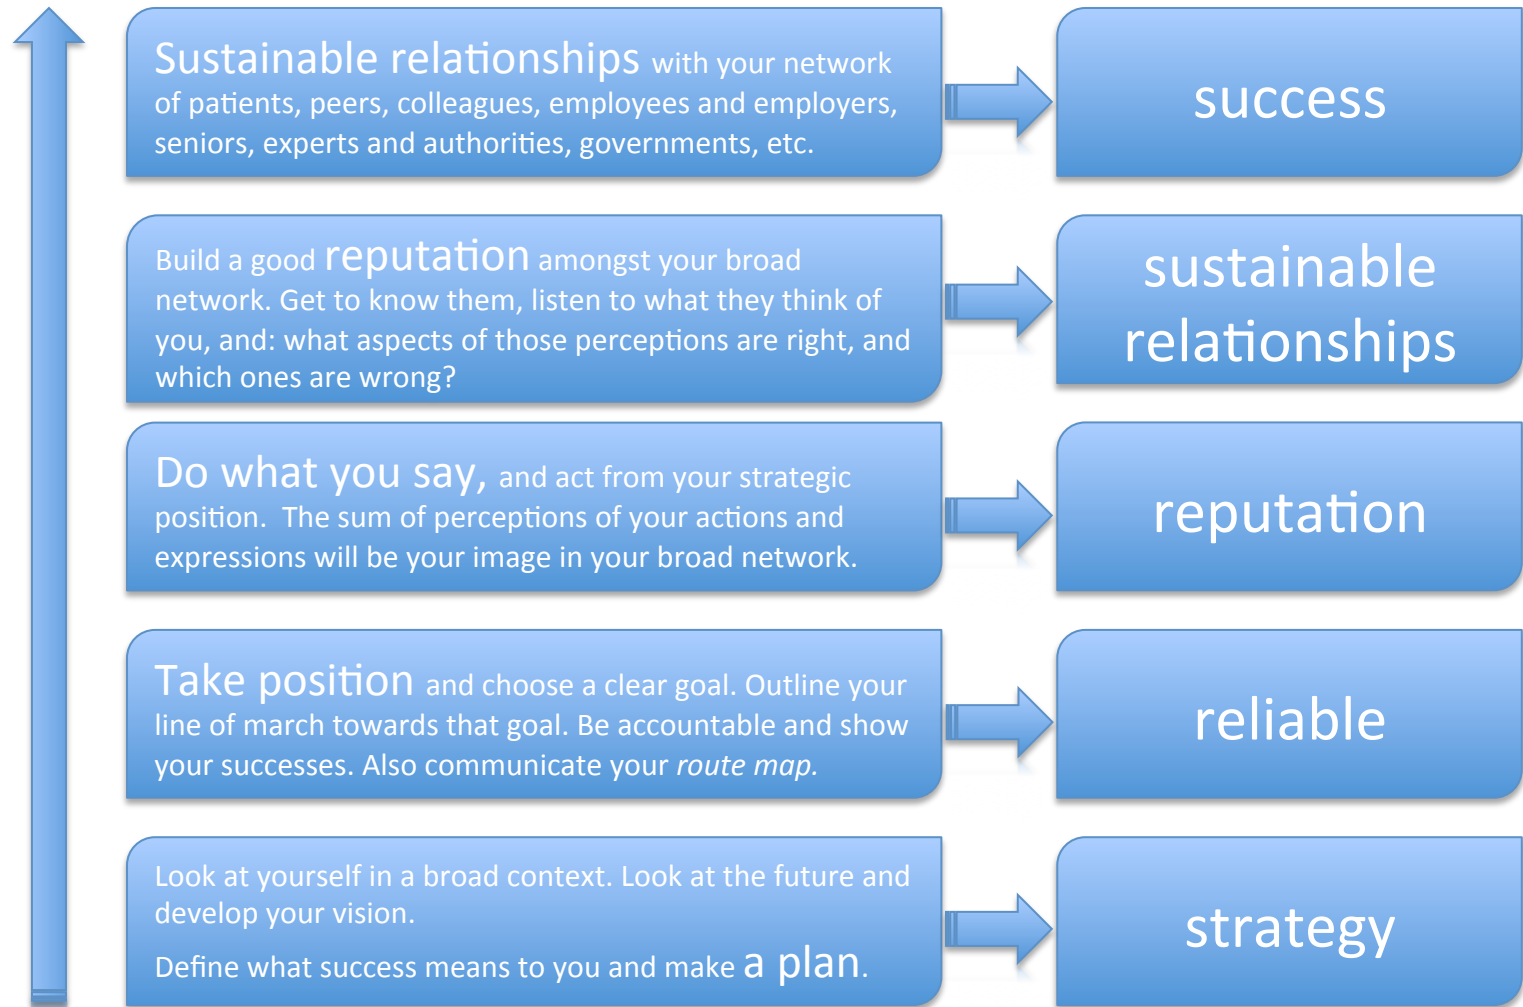 Sustainable relationships with your network
of patients, peers, colleagues, employees and employers,
seniors, experts and authorities, governments, etc.
success
Build a good reputation amongst your broad
network. Get to know them, listen to what they think of
you, and: what aspects of those perceptions are right, and
which ones are wrong?
sustainable
relationships
Do what you say, and act from your strategic
position.  The sum of perceptions of your actions and
expressions will be your image in your broad network.
reputation
Take position and choose a clear goal. Outline your
line of march towards that goal. Be accountable and show
your successes. Also communicate your route map.
reliable
Look at yourself in a broad context. Look at the future and
develop your vision.
Define what success means to you and make a plan.
strategy